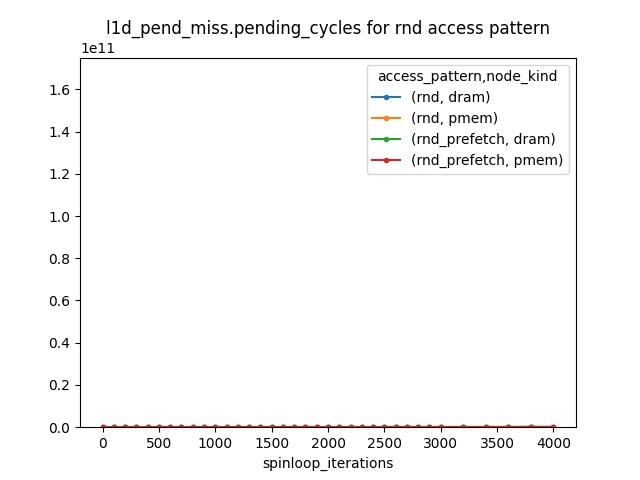 l1d_pend_miss.pending_cycles for rnd access pattern
1e11
access_pattern,node_kind
(rnd, dram)
(rnd, pmem)
(rnd_prefetch, dram)
(rnd_prefetch, pmem)
1.6
1.4
1.2
1.0
0.8
0.6
0.4
0.2
0.0
0 500 1000 1500 2000 2500 3000 3500 4000
spinloop_iterations